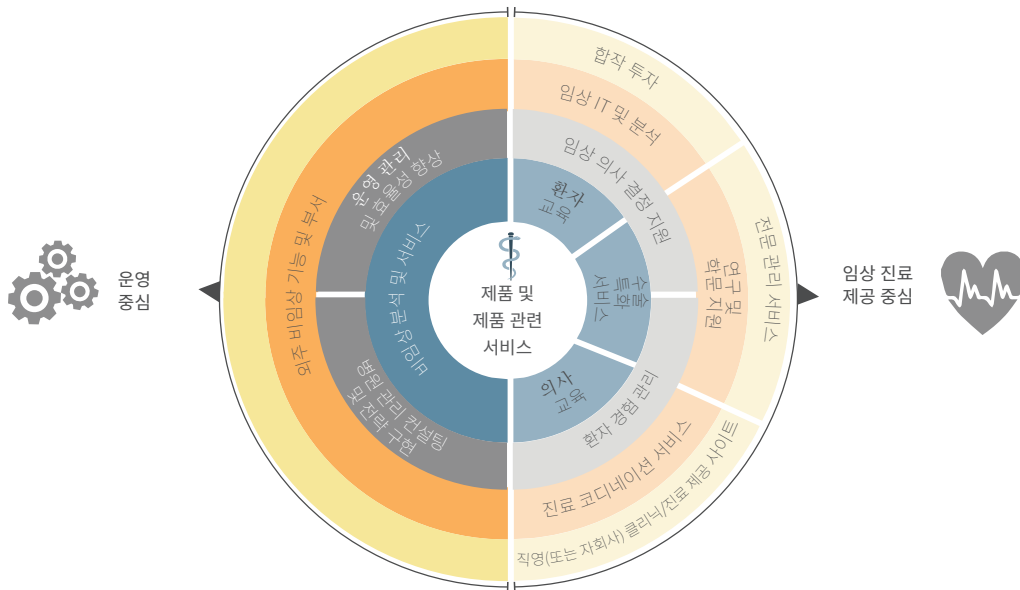 합작 투자
임상 IT 및 분석
임상 의사 결정 지원
환자
교육
운영 관리
및 효율성 향상
외주 비임상 기능 및 부서
비임상 분석 및 서비스
수술
특화
서비스
연구 및
학문 지원
전문 관리 서비스
운영
중심
제품 및
제품 관련
서비스
임상 진료
제공 중심
의사
교육
환자 경험 관리
병원 관리 컨설팅
및 전략 구현
진료 코디네이션 서비스
직영(또는 자회사) 클리닉/진료 제공 사이트